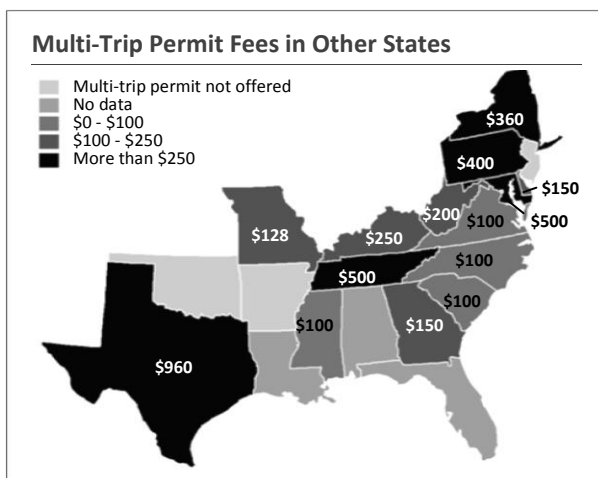 Multi-Trip Permit Fees in Other States
Multi-trip permit not offered
No data
$0 - $100
$100 - $250
More than $250
$360
$400
$150
$200
$100
$500
$128
$250
$100
$500
$100
$100
$150
$960